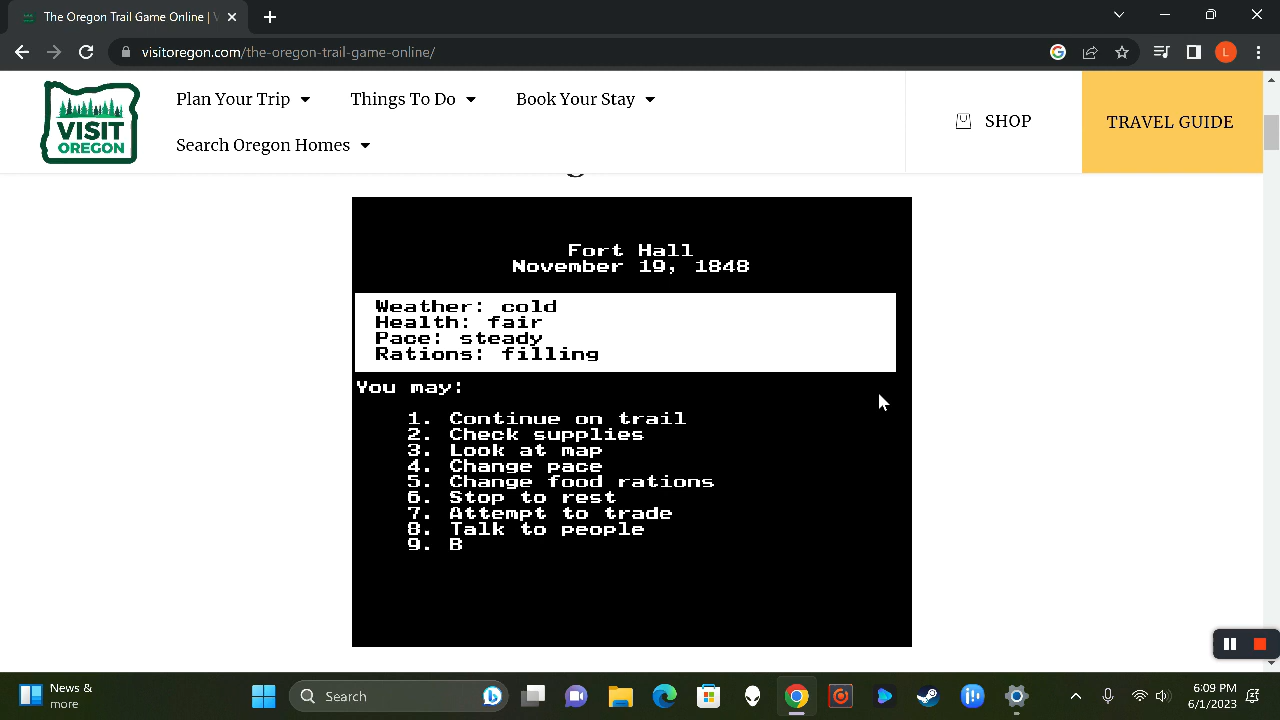 The Oregon Trail Game Online | V
visitoregon.com/the-oregon-trail-game-online/
L
VISIT
OREGON
Plan Your Trip
Things To Do
Book Your Stay
Search Oregon Homes
SHOP
TRAVEL GUIDE
Fort Hall
November 19, 1848
Weather: cold
Health: fair
Pace: steady
Rations: filling
You may:
1. Continue on trail
2. Check supplies
3. Look at map
4. Change pace
5. Change food rations
6. Stop to rest
7. Attempt to trade
8. Talk to people
9. B
News &
more
Search
6:09 PM
6/1/2023